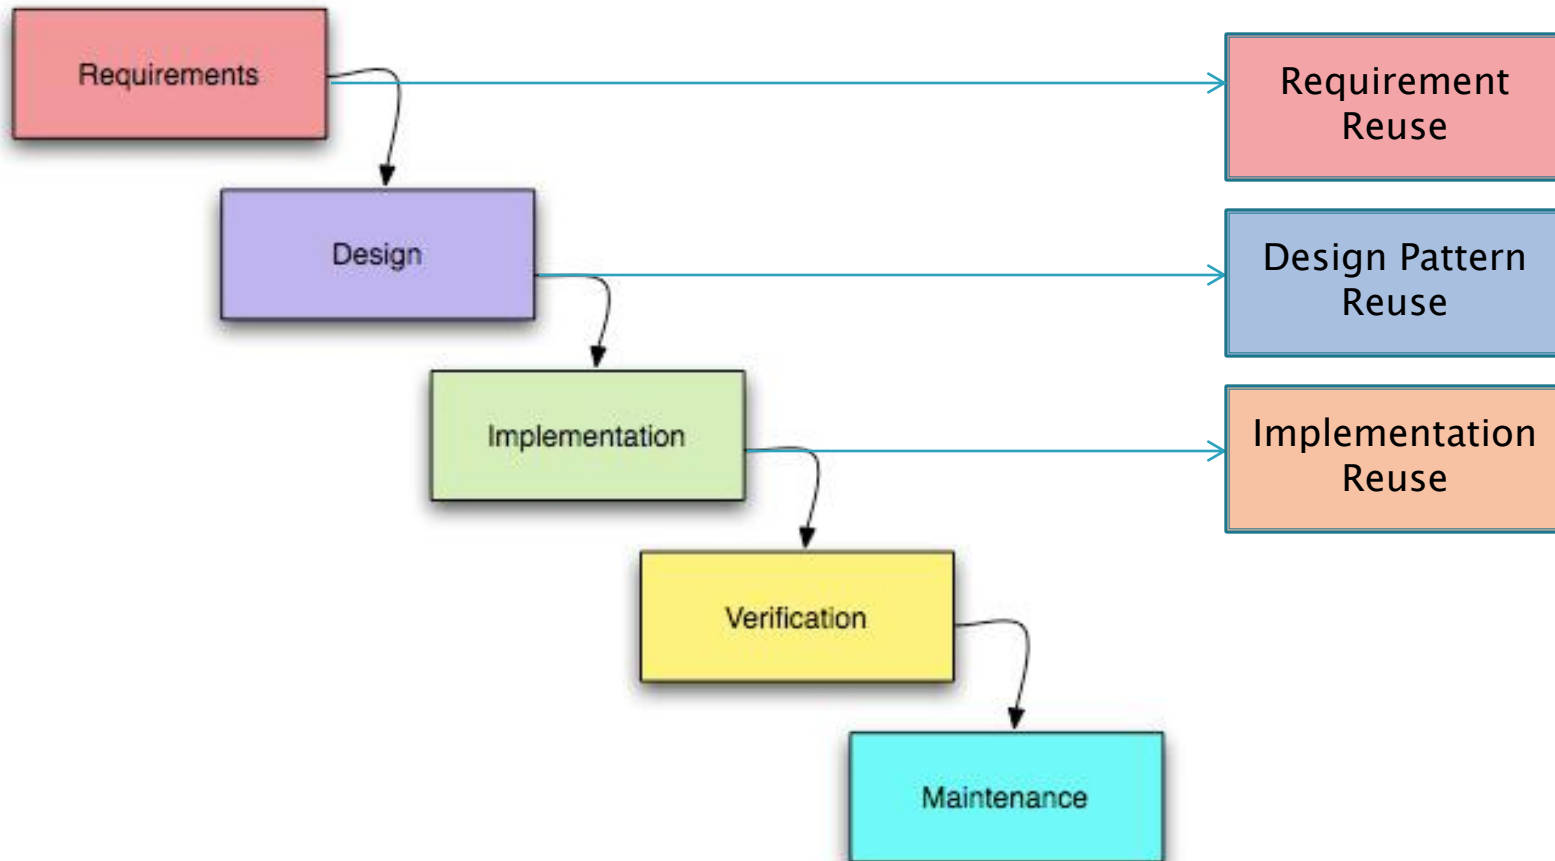 Requirements
Requirement
Reuse
Design
Design Pattern
Reuse
Implementation
Implementation
Reuse
Verification
Maintenance